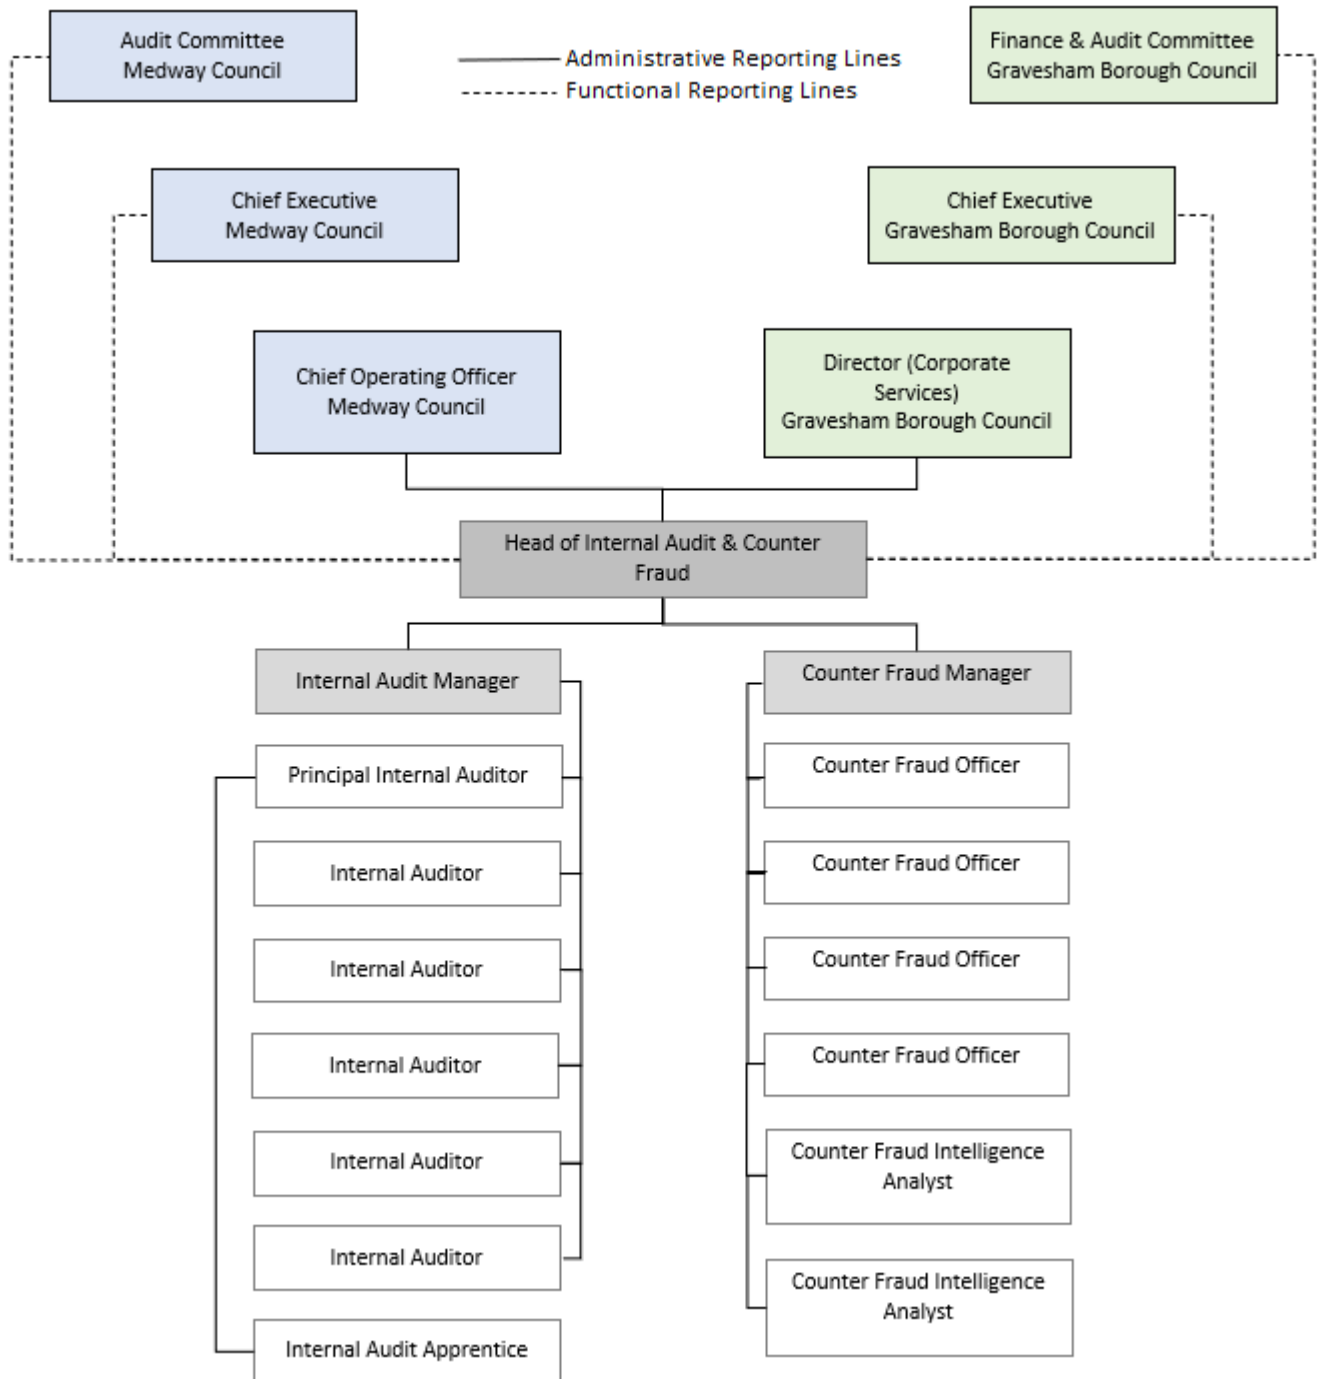 Audit Committee
Medway Council
Administrative Reporting Lines
Functional Reporting Lines
Finance & Audit Committee
Gravesham Borough Council
Chief Executive
Medway Council
Chief Executive
Gravesham Borough Council
Chief Operating Officer
Medway Council
Director (Corporate
Services)
Gravesham Borough Council
Head of Internal Audit & Counter
Fraud
Internal Audit Manager
Principal Internal Auditor
Internal Auditor
Internal Auditor
Internal Auditor
Internal Auditor
Internal Auditor
Internal Audit Apprentice
Counter Fraud Manager
Counter Fraud Officer
Counter Fraud Officer
Counter Fraud Officer
Counter Fraud Officer
Counter Fraud Intelligence
Analyst
Counter Fraud Intelligence
Analyst